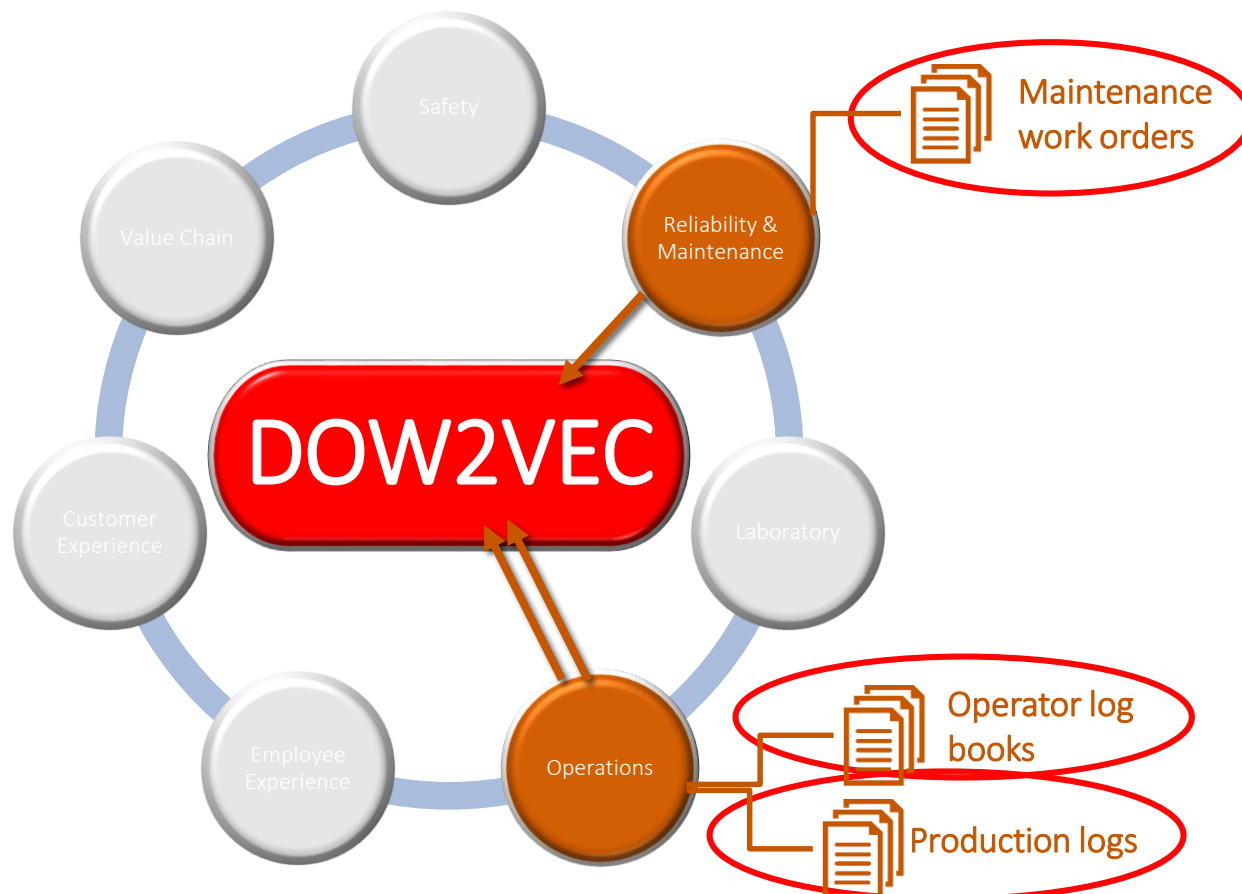 Safety
Maintenance
work orders
Reliability &
Maintenance
Value Chain
DOW2VEC
Customer
Experience
Laboratory
Operator log
books
Employee
Experience
Operations
Production logs